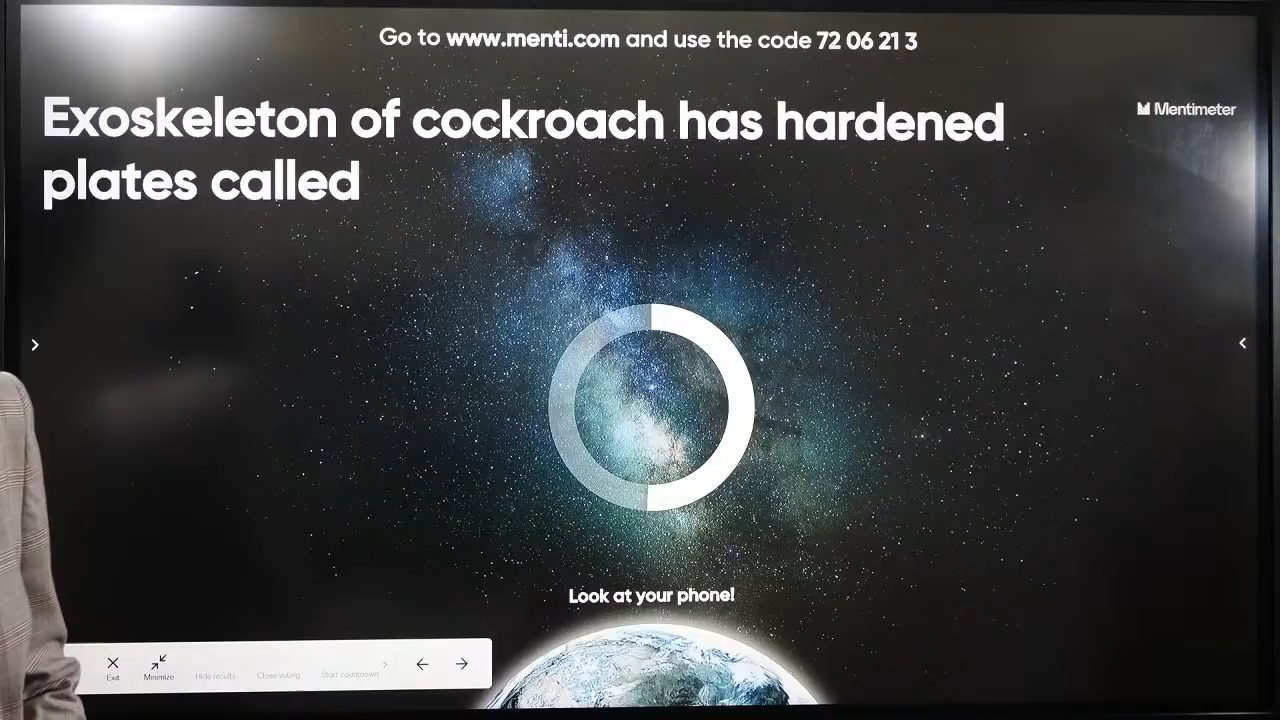 Go to www.menti.com and use the code 72 06 21 3
Exoskeleton of cockroach has hardened
plates called
Mentimeter
Look at your phone!
Exit
Minimize
Hide results
Close voting
Start countdown